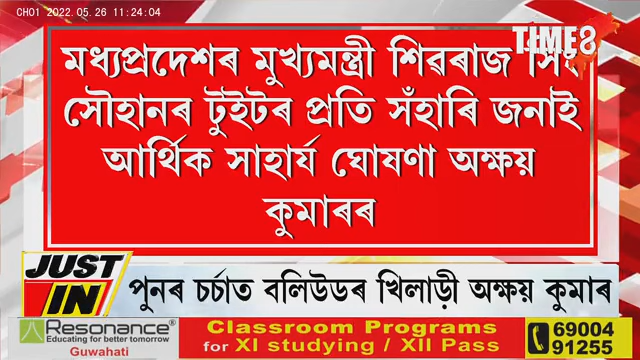 CH01 2022.05.26 11:24:04
TIME8
মধ্যপ্ৰদেশৰ মুখ্যমন্ত্ৰী শিৱৰাজ সিং
সৌহানৰ টুইটৰ প্ৰতি সঁহাৰি জনাই
আৰ্থিক সাহাৰ্য ঘোষণা অক্ষয়
কুমাৰৰ
JUST IN
পুনৰ চৰ্চাত বলিউডৰ খিলাড়ী অক্ষয় কুমাৰ
Resonance
Educating for better tomorrow
Guwahati
Classroom Programs
for XI studying / XII Pass
69004
91255